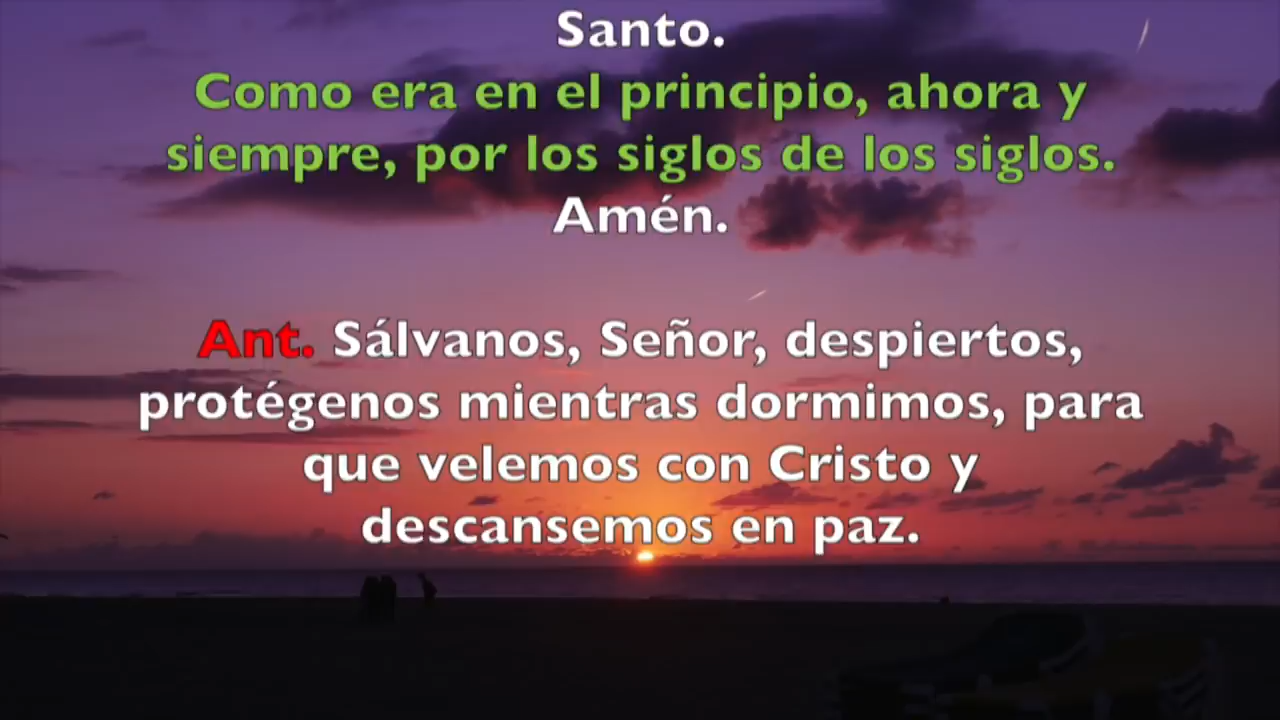 Santo.
Como era en el principio, ahora y
siempre, por los siglos de los siglos.
Amén.
Ant. Sálvanos, Señor, despiertos,
protégenos mientras dormimos, para
que velemos con Cristo y
descansemos en paz.